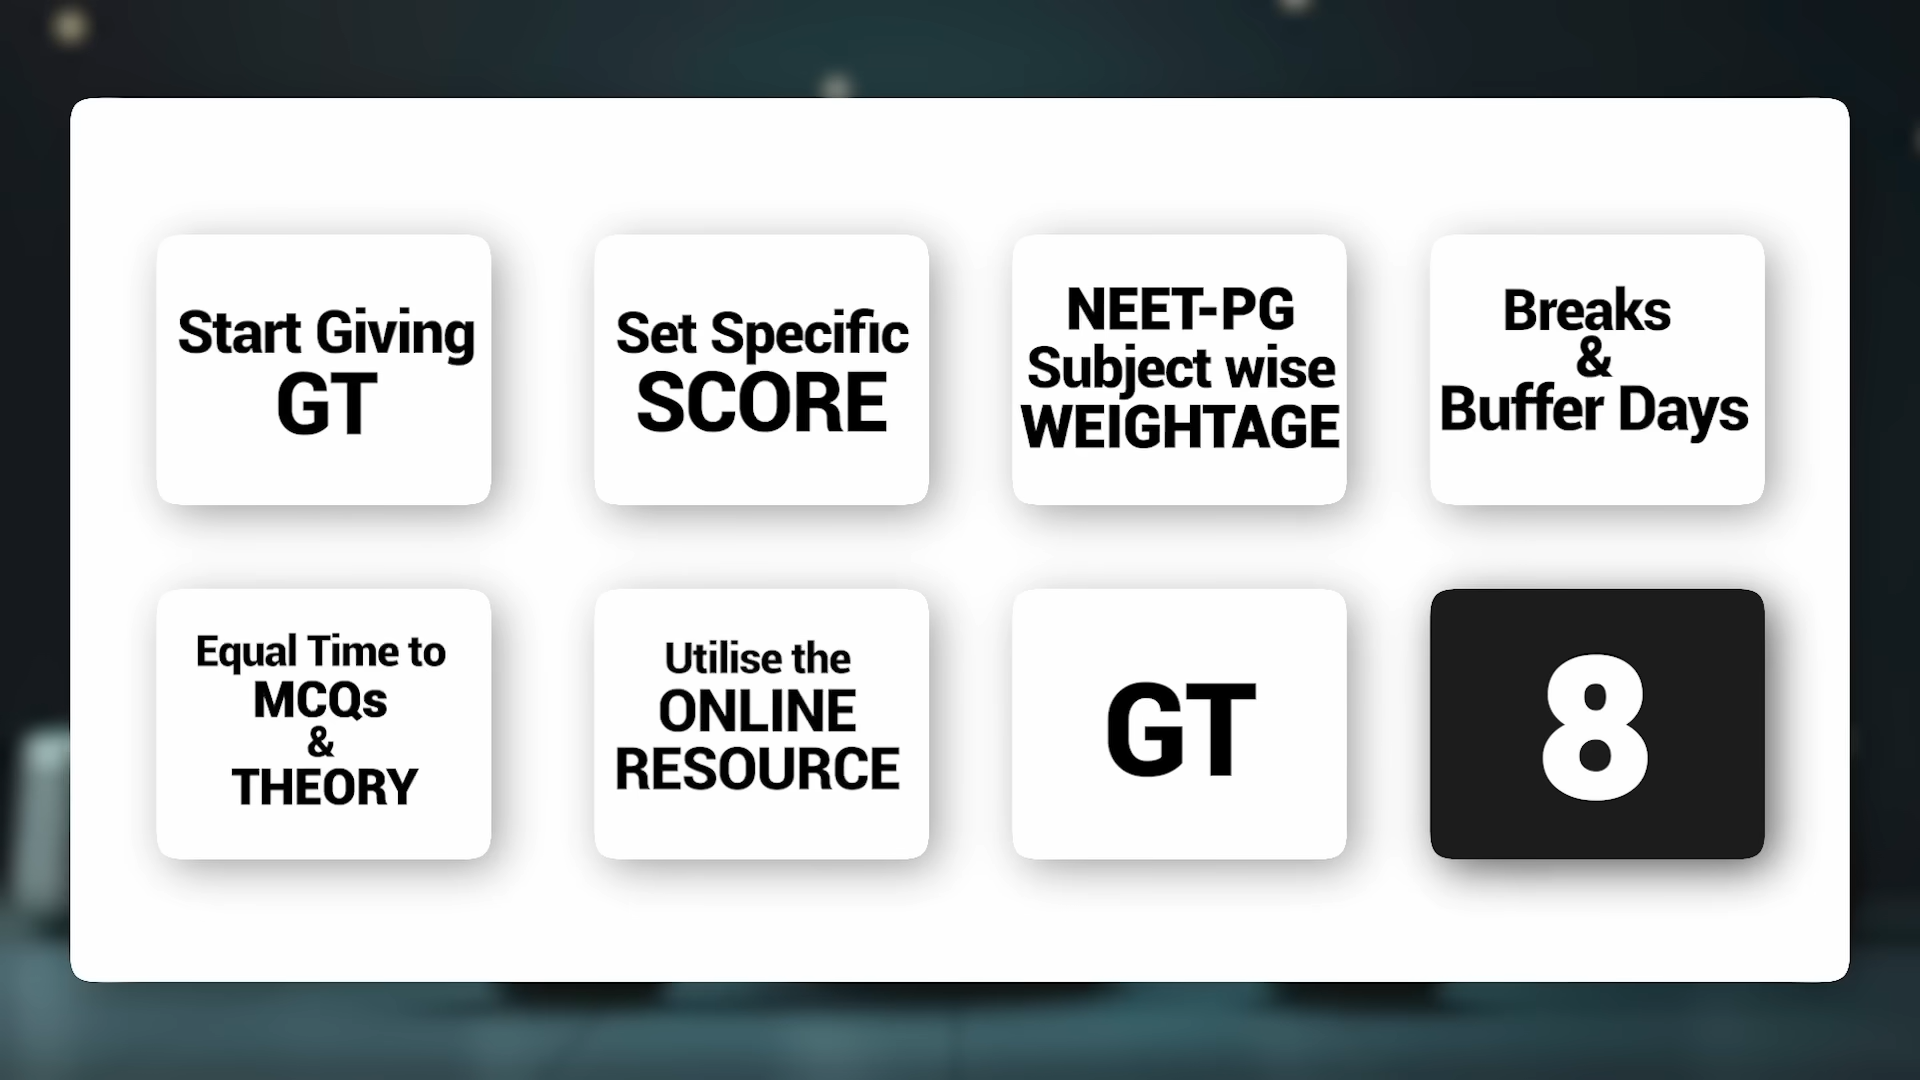 Start Giving
GT
Set Specific
SCORE
NEET-PG
Subject wise
WEIGHTAGE
Breaks
&
Buffer Days
Equal Time to
MCQs
&
THEORY
Utilise the
ONLINE
RESOURCE
GT
8